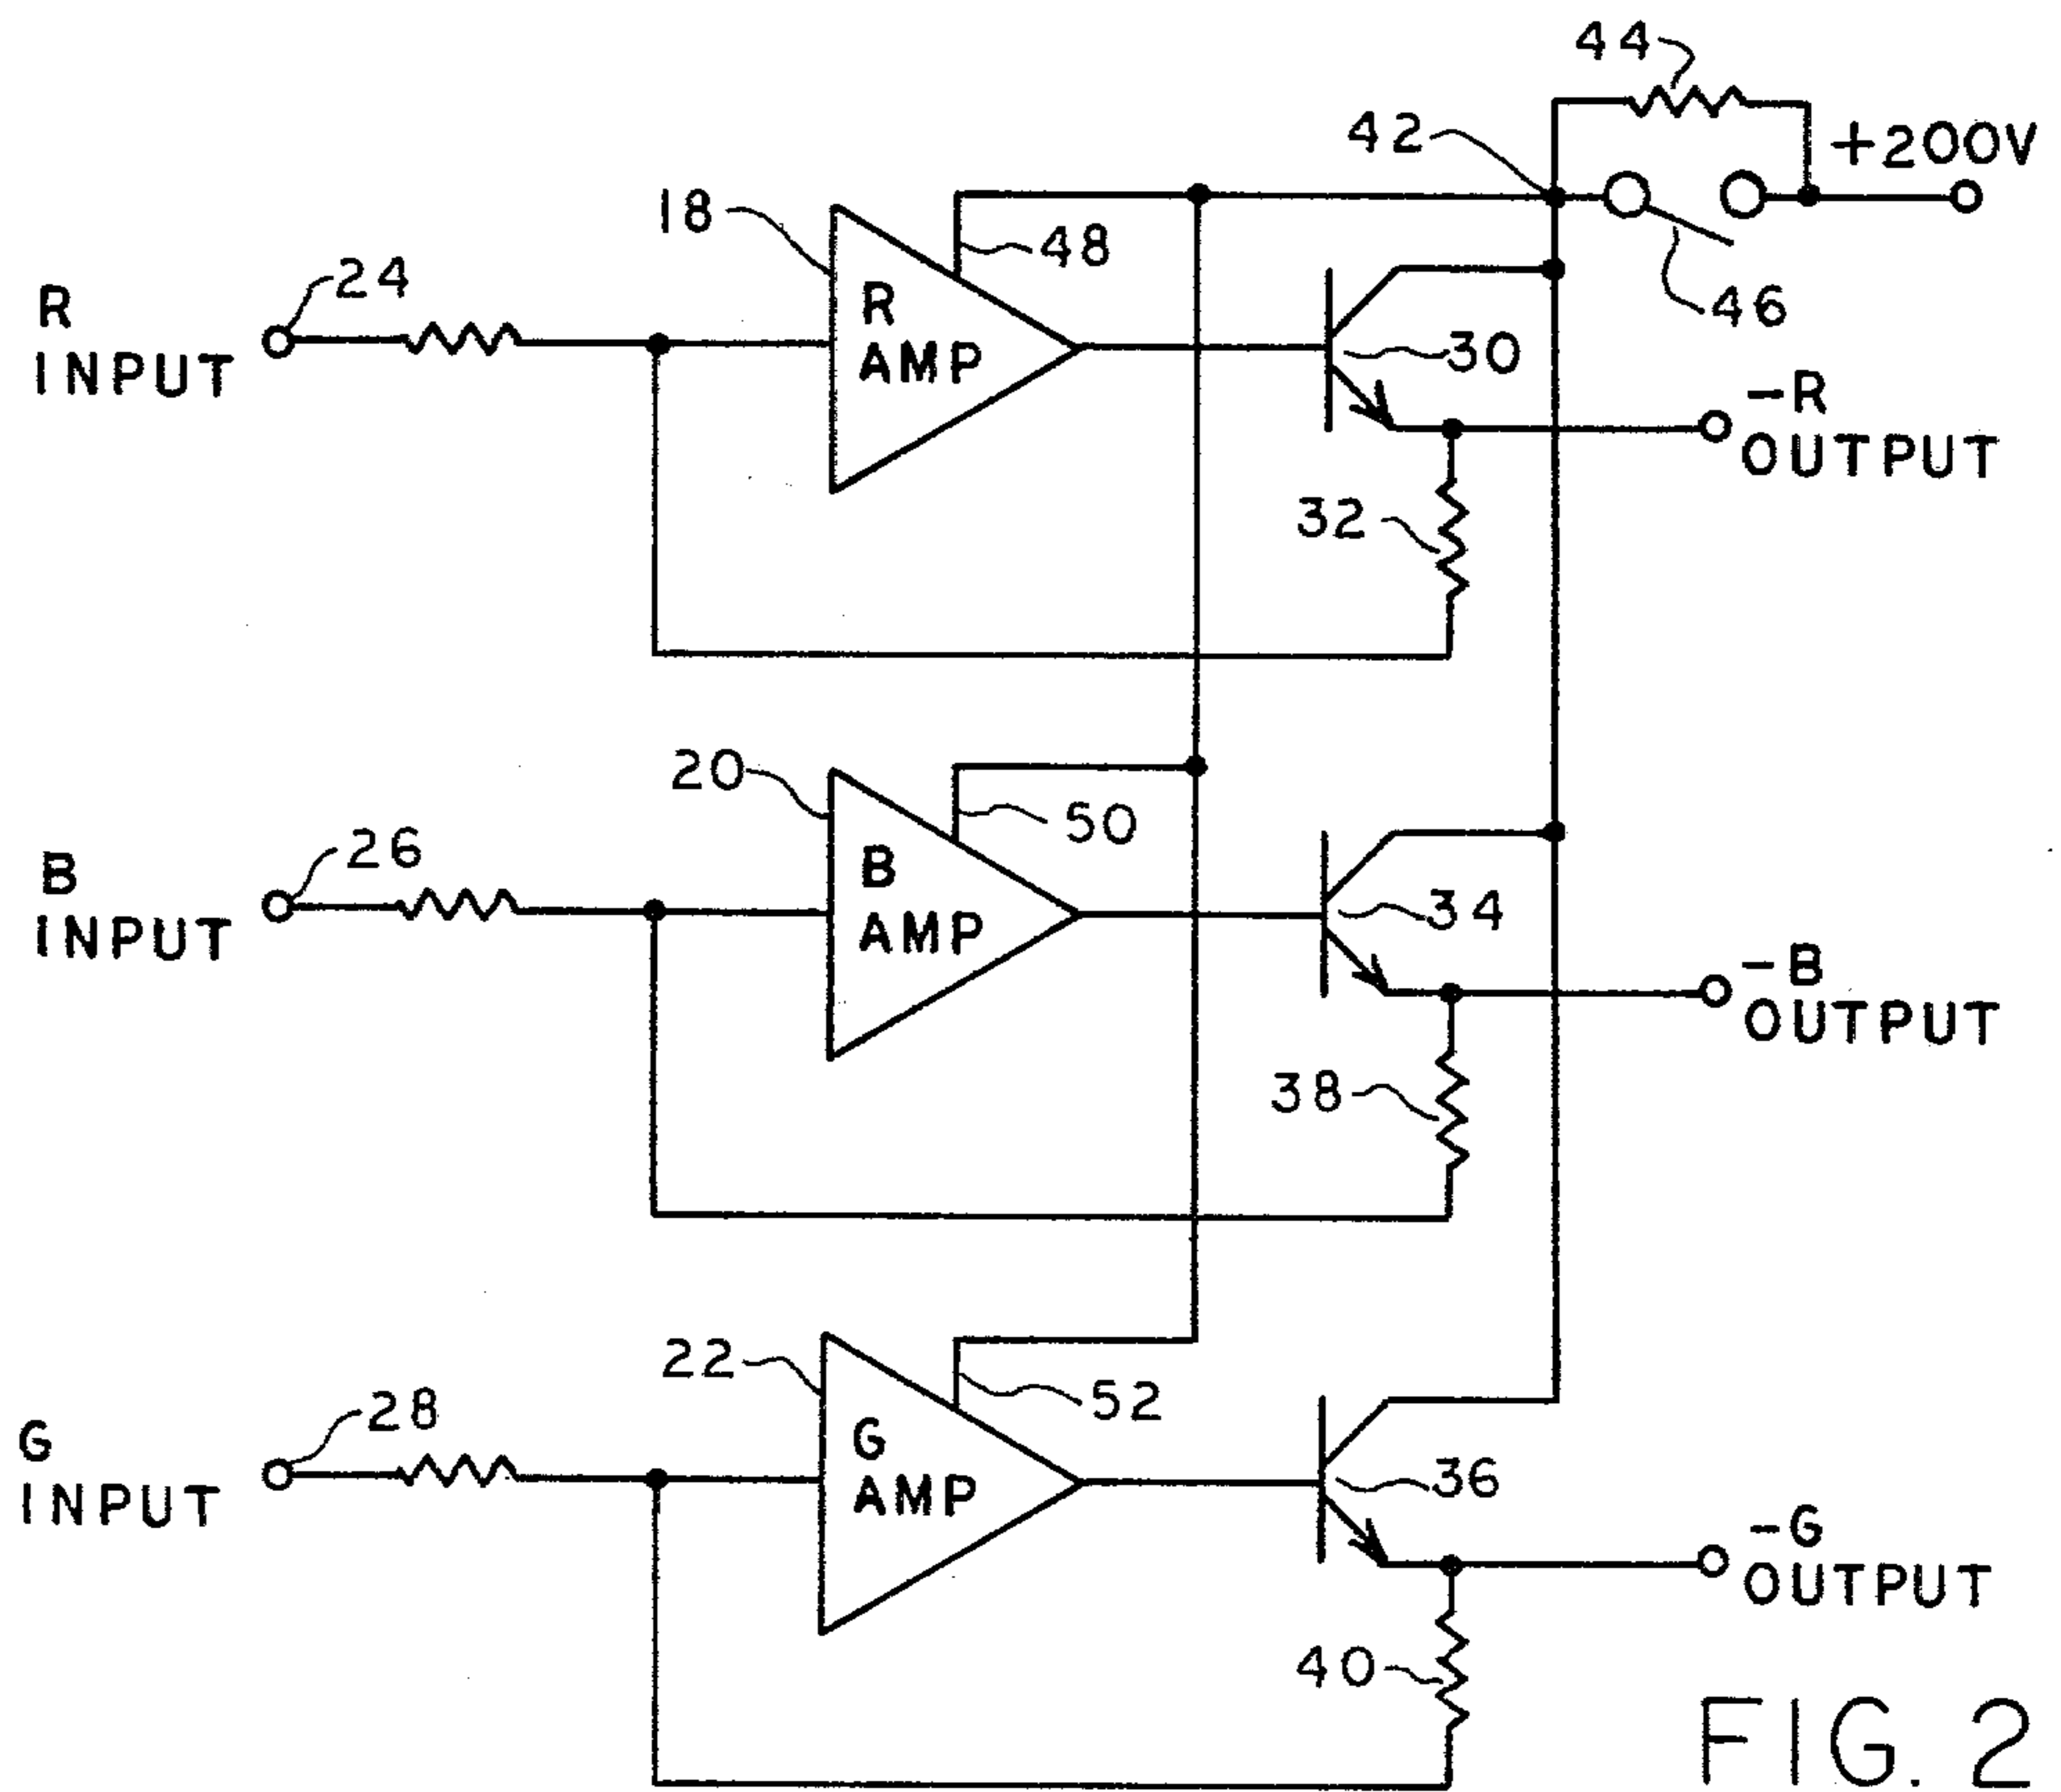 44
42
+200V
18
48
R
INPUT
24
R
AMP
46
30
-R
OUTPUT
32
20
50
B
INPUT
26
B
AMP
34
-B
OUTPUT
38
22
52
G
INPUT
28
G
AMP
36
-G
OUTPUT
40
FIG. 2